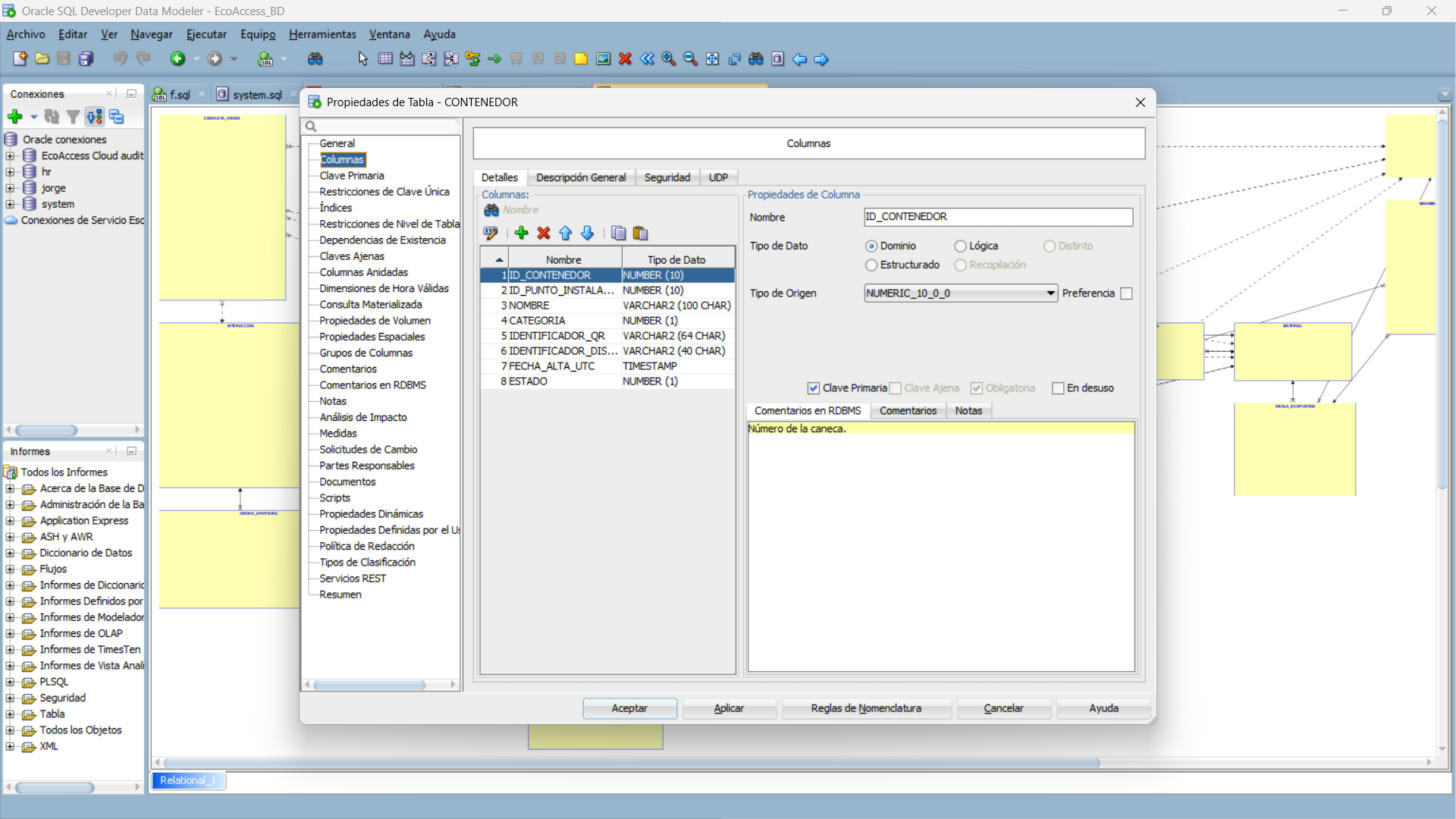 Oracle SQL Developer Data Modeler - EcoAccess_BD
Archivo Editar Ver Navegar Ejecutar Equipo Herramientas Ventana Ayuda
Conexiones
f.sql
system.sql
Oracle conexiones
EcoAccess Cloud audit
hr
jorge
system
Conexiones de Servicio Esc
Informes
Todos los Informes
Acerca de la Base de D
Administración de la Ba
Application Express
ASH y AWR
Diccionario de Datos
Flujos
Informes de Diccionaric
Informes Definidos por
Informes de Modelador
Informes de OLAP
Informes de TimesTen
Informes de Vista Anali
PLSQL
Seguridad
Tabla
Todos los Objetos
XML
INTERACCION
MATERIAL
Relational_1
Propiedades de Tabla - CONTENEDOR
General
Columnas
Clave Primaria
Restricciones de Clave Única
Índices
Restricciones de Nivel de Tabla
Dependencias de Existencia
Claves Ajenas
Columnas Anidadas
Dimensiones de Hora Válidas
Consulta Materializada
Propiedades de Volumen
Propiedades Espaciales
Grupos de Columnas
Comentarios
Comentarios en RDBMS
Notas
Análisis de Impacto
Medidas
Solicitudes de Cambio
Partes Responsables
Documentos
Scripts
Propiedades Dinámicas
Propiedades Definidas por el Us
Política de Redacción
Tipos de Clasificación
Servicios REST
Resumen
Columnas
Detalles Descripción General Seguridad UDP
Columnas:
Nombre
Nombre Tipo de Dato
1 ID_CONTENEDOR NUMBER (10)
2 ID_PUNTO_INSTALA... NUMBER (10)
3 NOMBRE VARCHAR2 (100 CHAR)
4 CATEGORIA NUMBER (1)
5 IDENTIFICADOR_QR VARCHAR2 (64 CHAR)
6 IDENTIFICADOR_DIS... VARCHAR2 (40 CHAR)
7 FECHA_ALTA_UTC TIMESTAMP
8 ESTADO NUMBER (1)
Propiedades de Columna
Nombre ID_CONTENEDOR
Tipo de Dato Dominio Lógica Distinto
Estructurado Recopilación
Tipo de Origen NUMERIC_10_0_0 Preferencia
Clave Primaria Clave Ajena Obligatoria En desuso
Comentarios en RDBMS Comentarios Notas
Número de la caneca.
Aceptar Aplicar Reglas de Nomenclatura Cancelar Ayuda